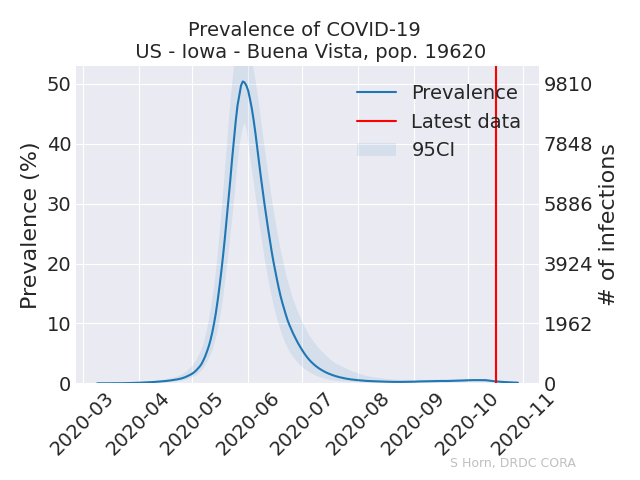 Prevalence of COVID-19
US - Iowa - Buena Vista, pop. 19620
Prevalence (%)
50
40
30
20
10
0
Prevalence
Latest data
95CI
9810
7848
5886
3924
1962
0
# of infections
2020-03
2020-04
2020-05
2020-06
2020-07
2020-08
2020-09
2020-10
2020-11
S Horn, DRDC CORA